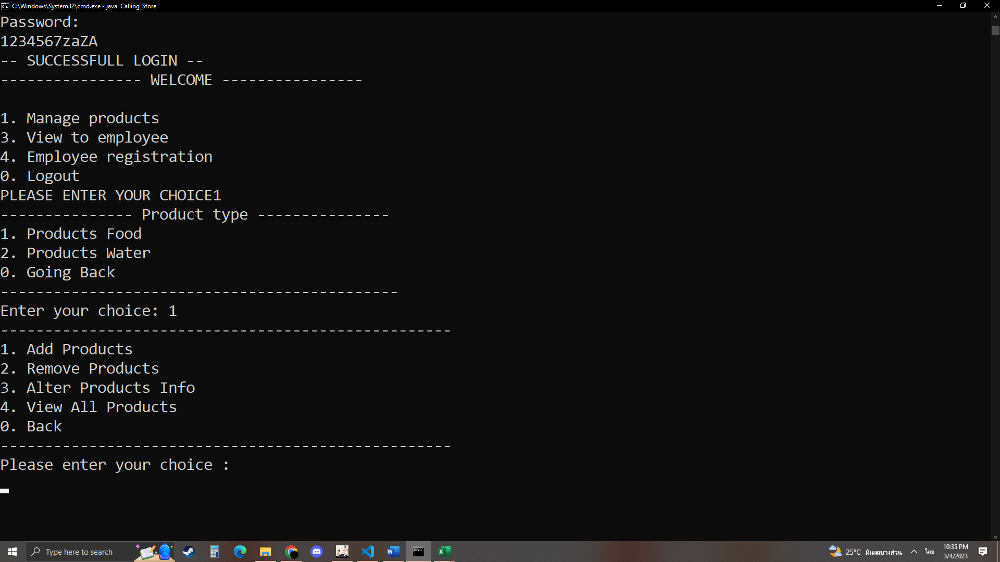 C:\Windows\System32\cmd.exe - java  Calling_Store
Password:
1234567zaZA
-- SUCCESSFULL LOGIN --
---------------- WELCOME ----------------
1. Manage products
3. View to employee
4. Employee registration
0. Logout
PLEASE ENTER YOUR CHOICE1
--------------- Product type ---------------
1. Products Food
2. Products Water
0. Going Back
---------------------------------------------
Enter your choice: 1
---------------------------------------------------
1. Add Products
2. Remove Products
3. Alter Products Info
4. View All Products
0. Back
---------------------------------------------------
Please enter your choice :
Type here to search
25°C มีเมฆบางส่วน
ไทย
10:35 PM
3/4/2023